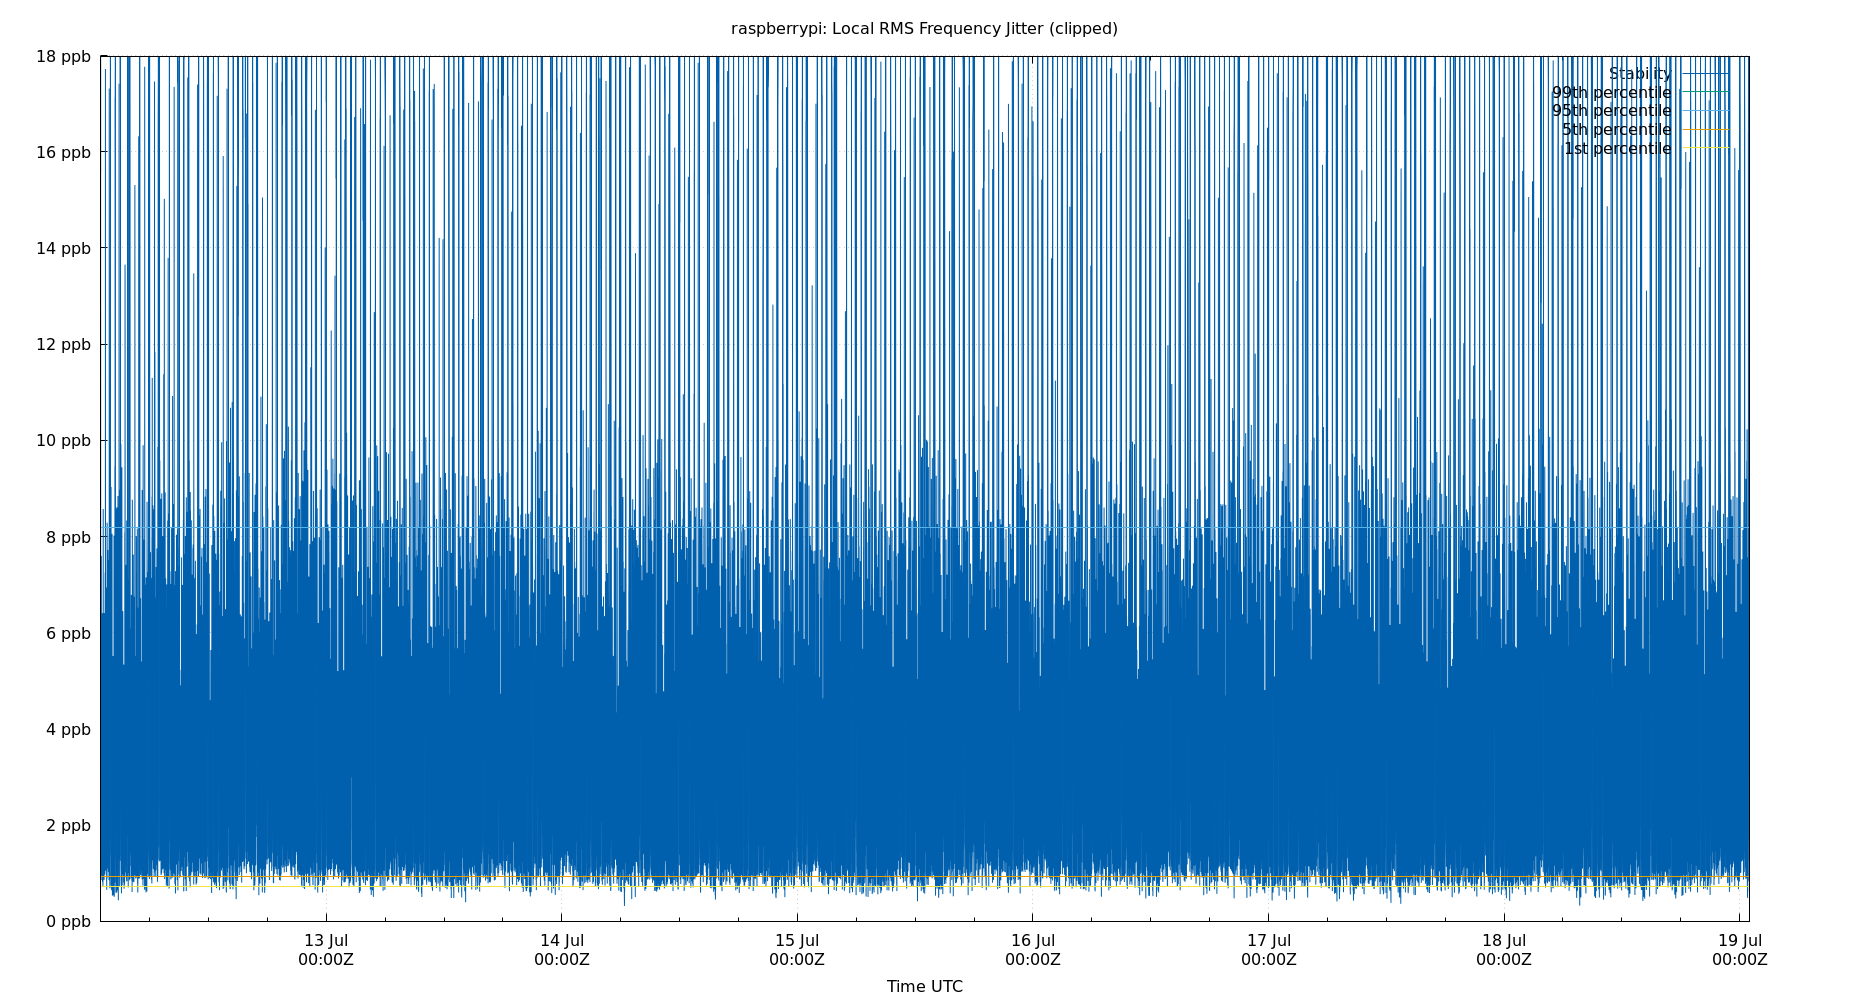 raspberrypi: Local RMS Frequency Jitter (clipped)
18 ppb
16 ppb
14 ppb
12 ppb
10 ppb
8 ppb
6 ppb
4 ppb
2 ppb
0 ppb
Stability
99th percentile
95th percentile
5th percentile
1st percentile
13 Jul 14 Jul 15 Jul 16 Jul 17 Jul 18 Jul 19 Jul
00:00Z 00:00Z 00:00Z 00:00Z 00:00Z 00:00Z 00:00Z
Time UTC